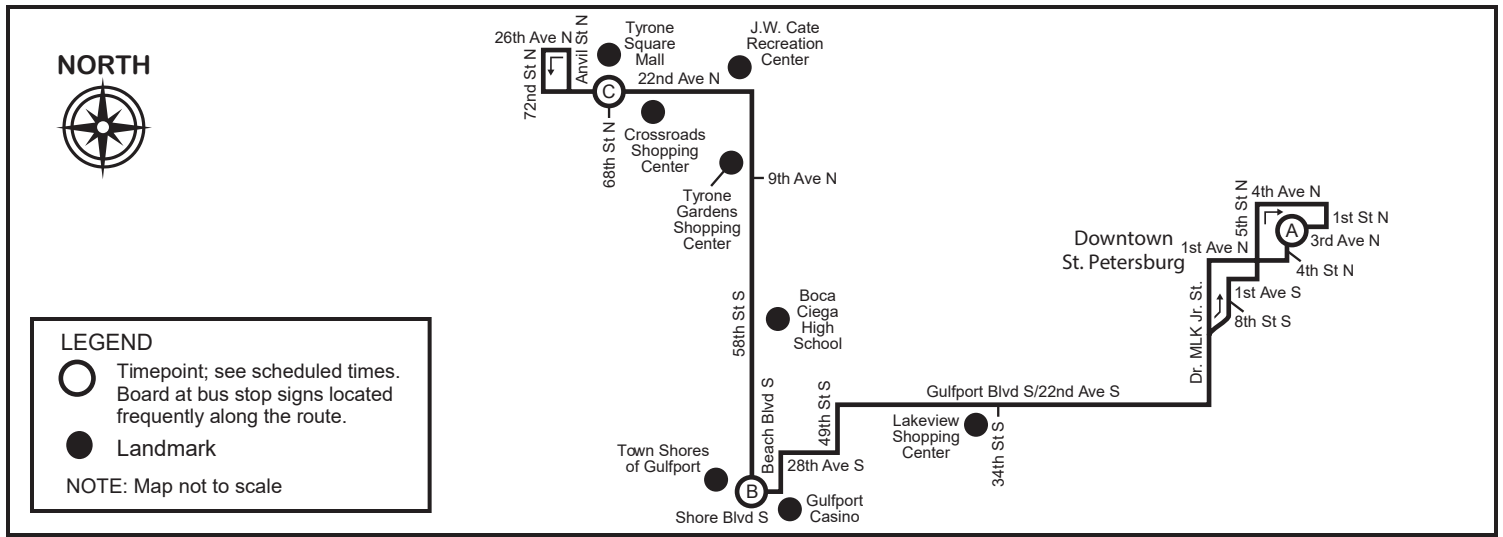 NORTH
26th Ave N
72nd St N
Anvil St N
Tyrone
Square
Mall
C
22nd Ave N
J.W. Cate
Recreation
Center
68th St N
Crossroads
Shopping
Center
9th Ave N
Tyrone
Gardens
Shopping
Center
58th St S
Boca
Ciega
High
School
Downtown
St. Petersburg
5th St N
4th Ave N
1st St N
A
3rd Ave N
1st Ave N
4th St N
1st Ave S
8th St S
Dr. MLK Jr. St.
Gulfport Blvd S/22nd Ave S
Lakeview
Shopping
Center
34th St S
49th St S
28th Ave S
Beach Blvd S
Town Shores
of Gulfport
B
Gulfport
Casino
Shore Blvd S
LEGEND
Timepoint; see scheduled times.
Board at bus stop signs located
frequently along the route.
Landmark
NOTE: Map not to scale